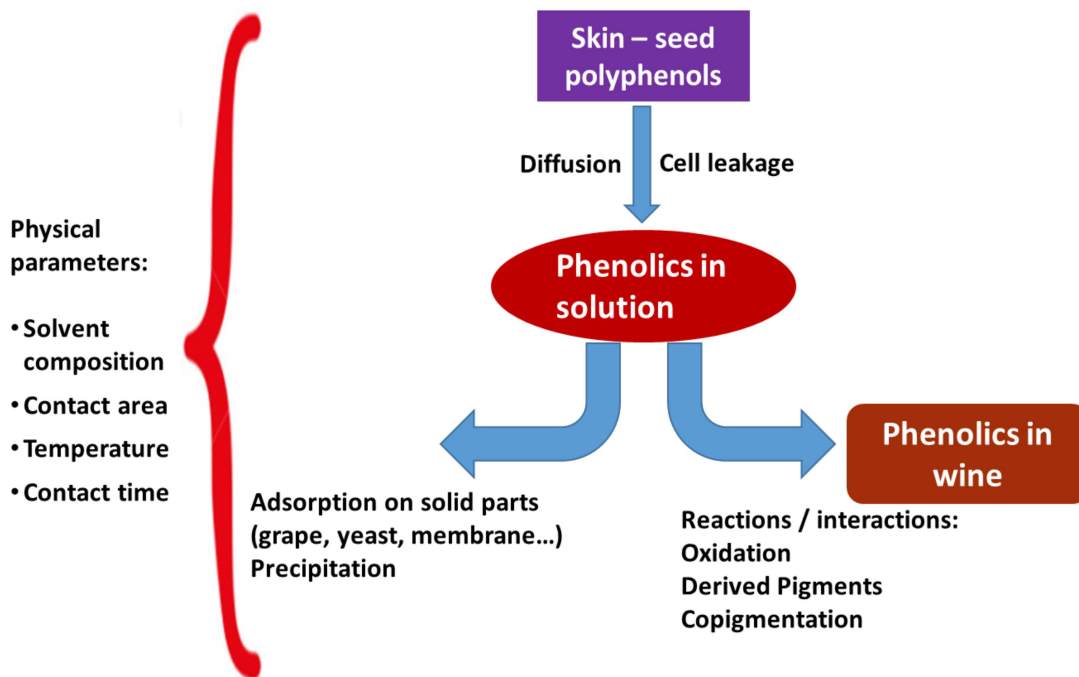 Skin – seed
polyphenols
Diffusion
Cell leakage
Physical
parameters:
• Solvent
composition
• Contact area
• Temperature
• Contact time
Phenolics in
solution
Phenolics in
wine
Adsorption on solid parts
(grape, yeast, membrane...)
Precipitation
Reactions / interactions:
Oxidation
Derived Pigments
Copigmentation